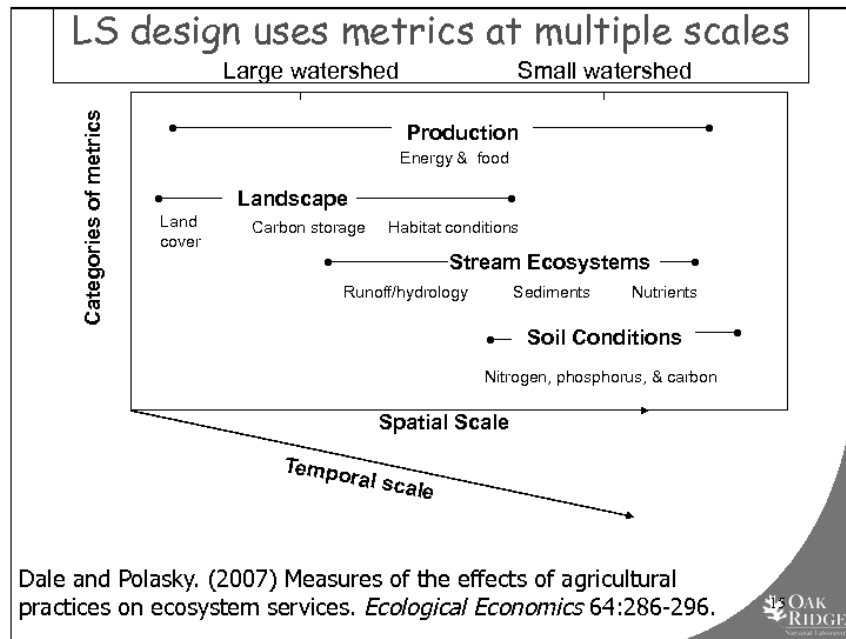 LS design uses metrics at multiple scales
Large watershed Small watershed
Categories of metrics
Production
Energy & food
Landscape
Land cover
Carbon storage Habitat conditions
Stream Ecosystems
Runoff/hydrology Sediments Nutrients
Soil Conditions
Nitrogen, phosphorus, & carbon
Spatial Scale
Temporal scale
Dale and Polasky. (2007) Measures of the effects of agricultural
practices on ecosystem services. Ecological Economics 64:286-296.
15
OAK
RIDGE
National Laboratory